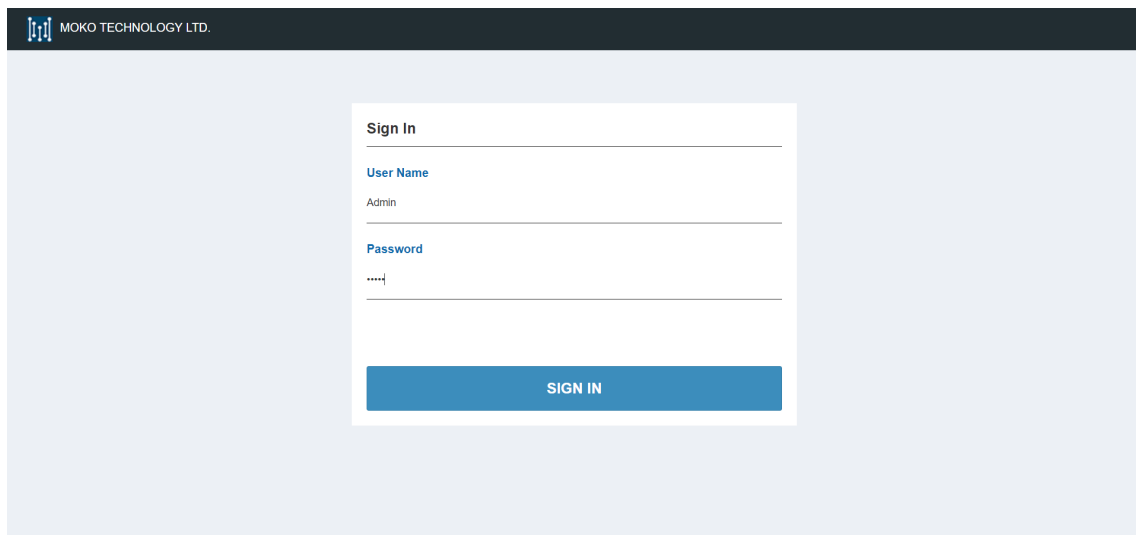 MOKO TECHNOLOGY LTD.
Sign In
User Name
Admin
Password
•••••
SIGN IN